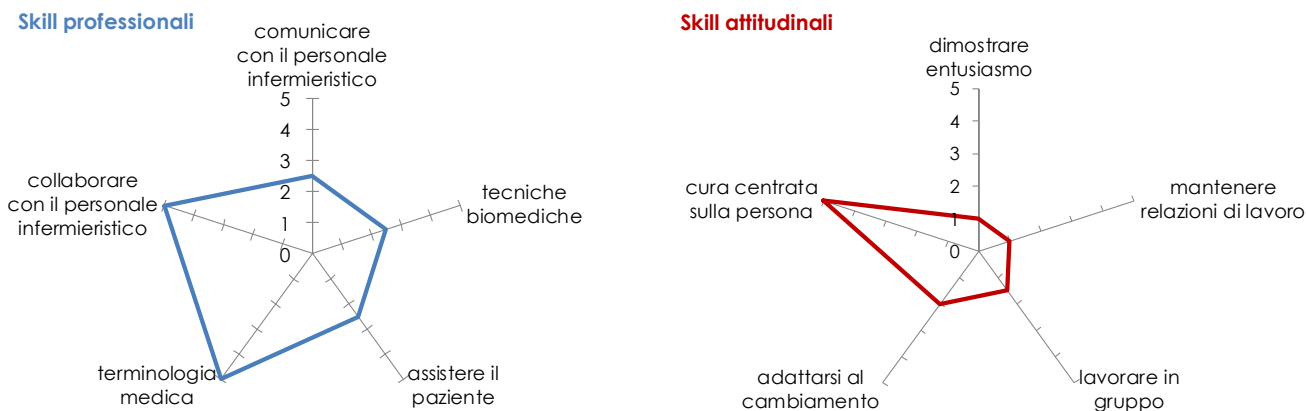 Skill professionali
comunicare
con il personale
infermieristico
5
4
3
2
1
0
tecniche
biomediche
assistere il
paziente
terminologia
medica
collaborare
con il personale
infermieristico
Skill attitudinali
dimostrare
entusiasmo
5
4
3
2
1
0
mantenere
relazioni di lavoro
lavorare in
gruppo
adattarsi al
cambiamento
cura centrata
sulla persona